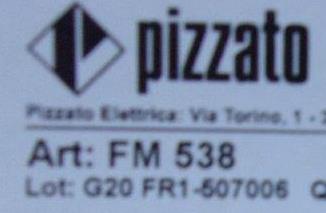 pizzato
Pizzato Elettrica: Via Torino, 1 -
Art: FM 538
Lot: G20 FR1-507006 Q